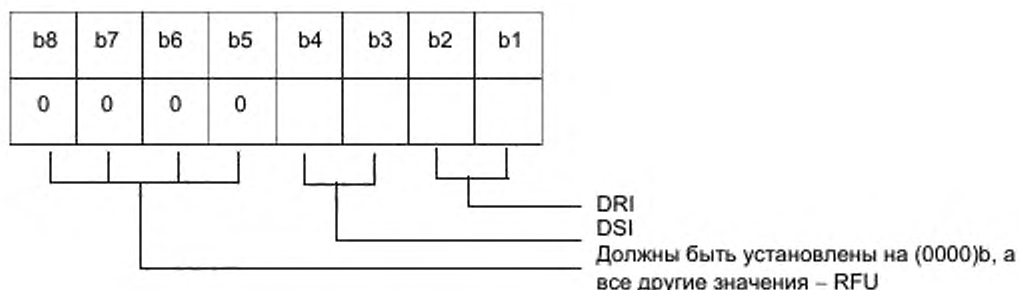 b8 b7 b6 b5 b4 b3 b2 b1
0 0 0 0
DRI
DSI
Должны быть установлены на (0000)b, а
все другие значения – RFU